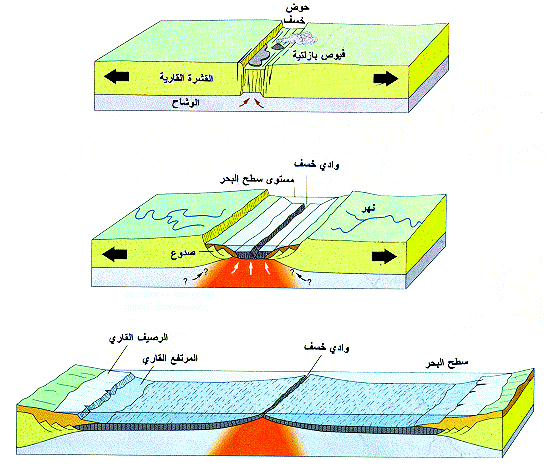 حوض
خسف
فيوض بازلتية
القشرة القارية
الوشاح
وادي خسف
مستوى سطح البحر
نهر
صدوع
?
?
?
?
الرصيف القاري
المرتفع القاري
وادي خسف
سطح البحر